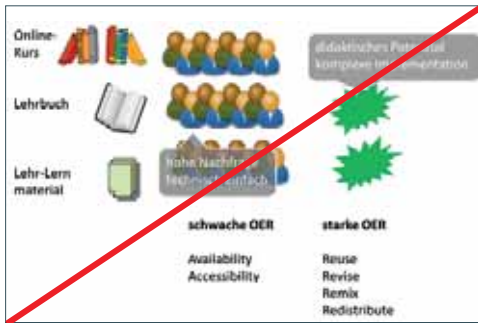 Online-
Kurs
didaktisches Potenzial
komplexe Implementation
Lehrbuch
hohe Nachfrage
technisch einfach
Lehr-Lern
material
schwache OER
starke OER
Availability
Accessibility
Reuse
Revise
Remix
Redistribute